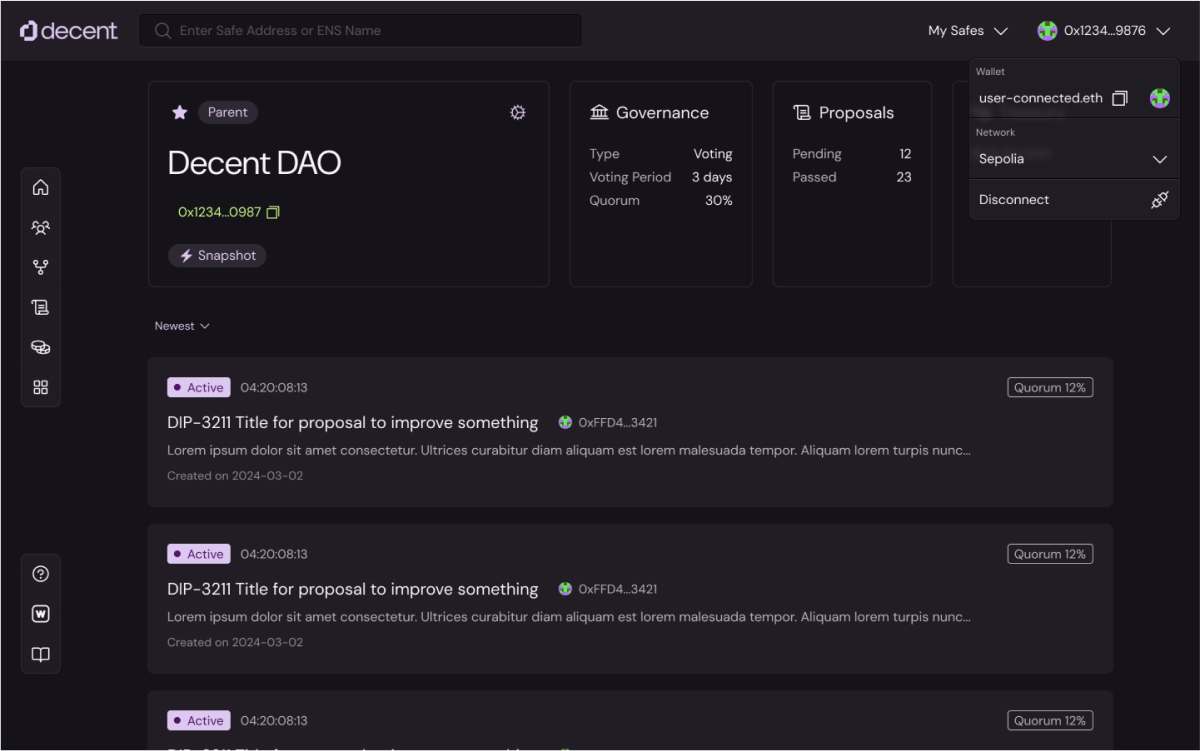 decent
Enter Safe Address or ENS Name
My Safes
0x1234...9876
Wallet
user-connected.eth
Network
Sepolia
Disconnect
Parent
Decent DAO
0x1234...0987
Snapshot
Governance
Type Voting
Voting Period 3 days
Quorum 30%
Proposals
Pending 12
Passed 23
Newest
Active 04:20:08:13 Quorum 12%
DIP-3211 Title for proposal to improve something 0xFFD4...3421
Lorem ipsum dolor sit amet consectetur. Ultrices curabitur diam aliquam est lorem malesuada tempor. Aliquam lorem turpis nunc...
Created on 2024-03-02
Active 04:20:08:13 Quorum 12%
DIP-3211 Title for proposal to improve something 0xFFD4...3421
Lorem ipsum dolor sit amet consectetur. Ultrices curabitur diam aliquam est lorem malesuada tempor. Aliquam lorem turpis nunc...
Created on 2024-03-02
Active 04:20:08:13 Quorum 12%
W